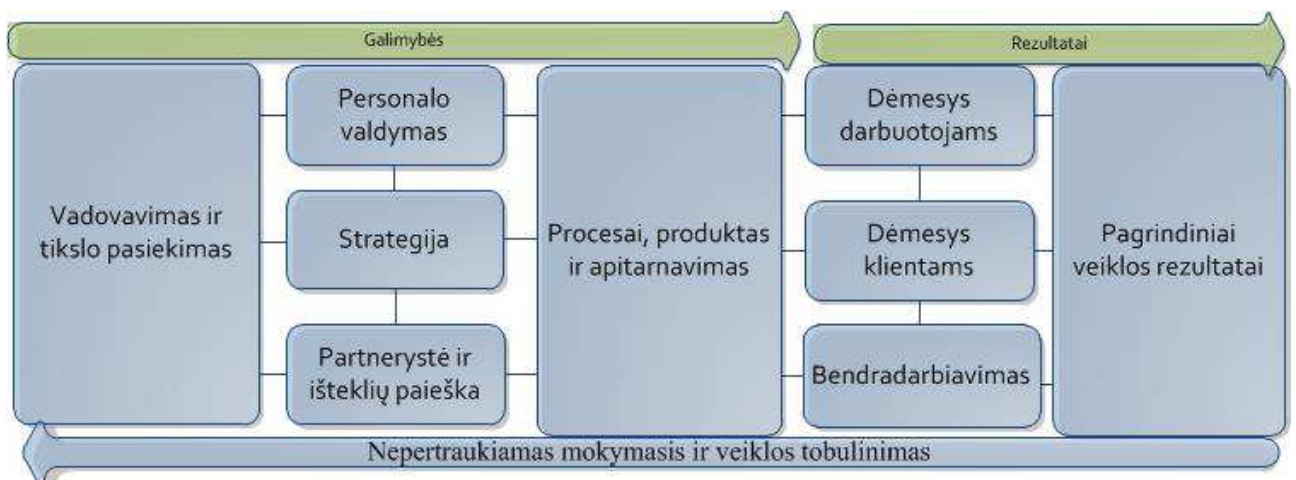 Galimybės
Rezultatai
Vadovavimas ir
tikslo pasiekimas
Personalo
valdymas
Strategija
Partnerystė ir
išteklių paieška
Procesai, produktas
ir apitarnavimas
Dėmesys
darbuotojams
Dėmesys
klientams
Bendradarbiavimas
Pagrindiniai
veiklos rezultatai
Nepertraukiamas mokymasis ir veiklos tobulinimas